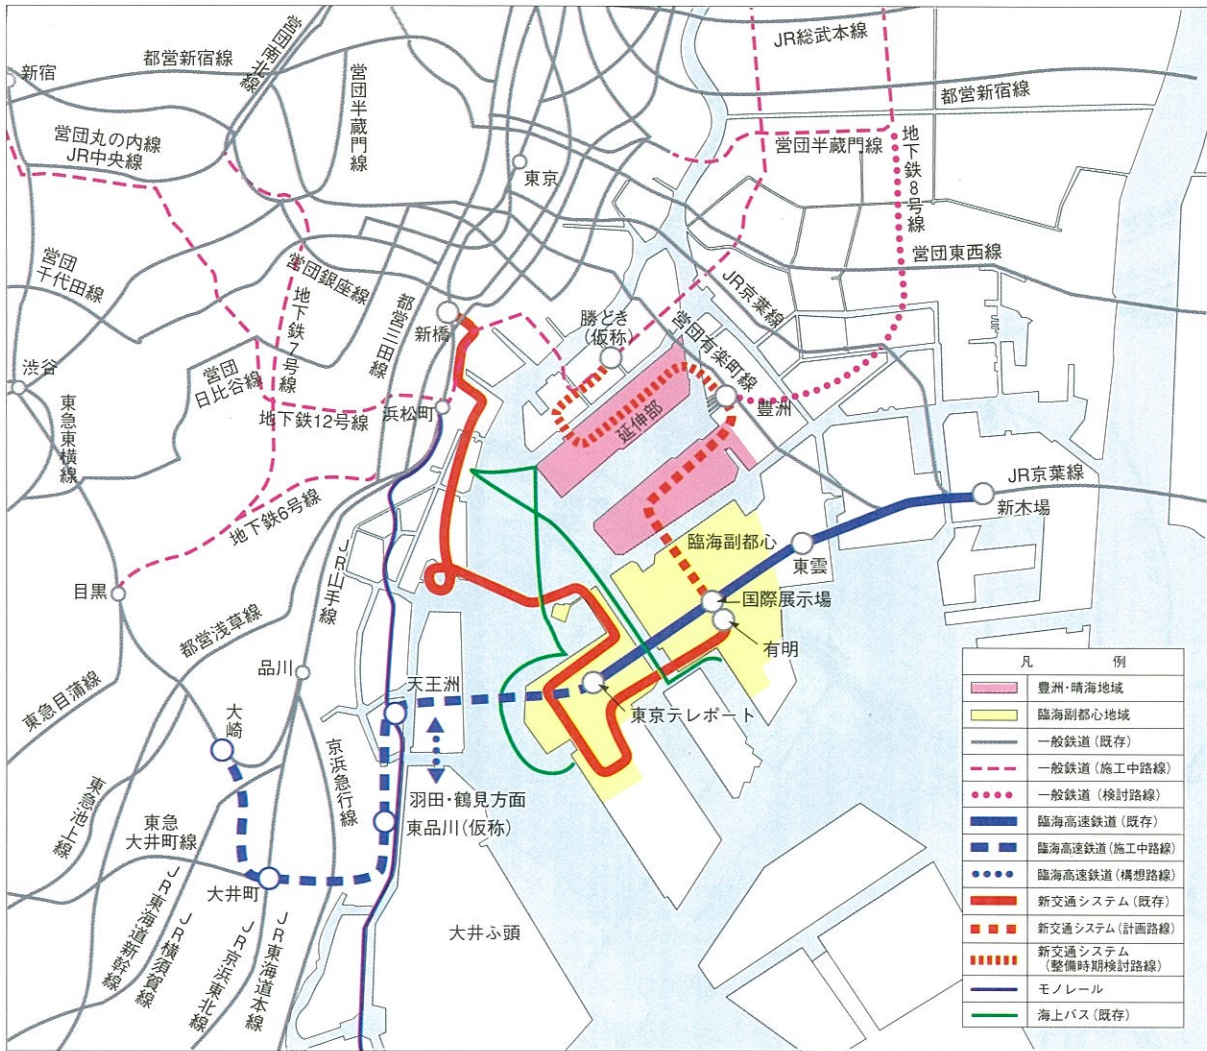 JR総武本線
営団南北線
都営新宿線
新宿
営団半蔵門線
都営新宿線
営団丸の内線
JR中央線
営団半蔵門線
地下鉄8号線
東京
営団東西線
営団
千代田線
営団銀座線
地下鉄7号線
都営三田線
JR京葉線
新橋
勝どき
(仮称)
営団有楽町線
渋谷
営団
日比谷線
豊洲
延伸部
東急東横線
地下鉄12号線
浜松町
JR京葉線
新木場
地下鉄6号線
臨海副都心
東雲
JR山手線
目黒
国際展示場
都営浅草線
有明
品川
天王洲
東急目蒲線
大崎
東京テレポート
京浜急行線
羽田・鶴見方面
東品川(仮称)
東急池上線
東急
大井町線
大井町
大井ふ頭
JR東海道新幹線
JR横須賀線
JR京浜東北線
JR東海道本線
凡 例
豊洲・晴海地域
臨海副都心地域
一般鉄道(既存)
一般鉄道(施工中路線)
一般鉄道(検討路線)
臨海高速鉄道(既存)
臨海高速鉄道(施工中路線)
臨海高速鉄道(構想路線)
新交通システム(既存)
新交通システム(計画路線)
新交通システム
(整備時期検討路線)
モノレール
海上バス(既存)